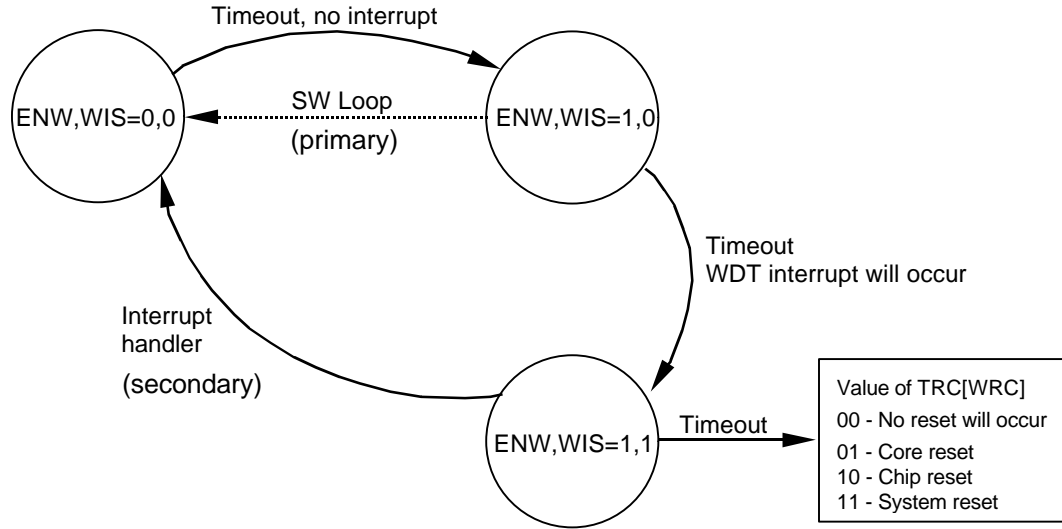 Timeout, no interrupt
ENW,WIS=0,0
SW Loop
(primary)
ENW,WIS=1,0
Timeout
WDT interrupt will occur
Interrupt
handler
(secondary)
ENW,WIS=1,1
Timeout
Value of TRC[WRC]
00 - No reset will occur
01 - Core reset
10 - Chip reset
11 - System reset